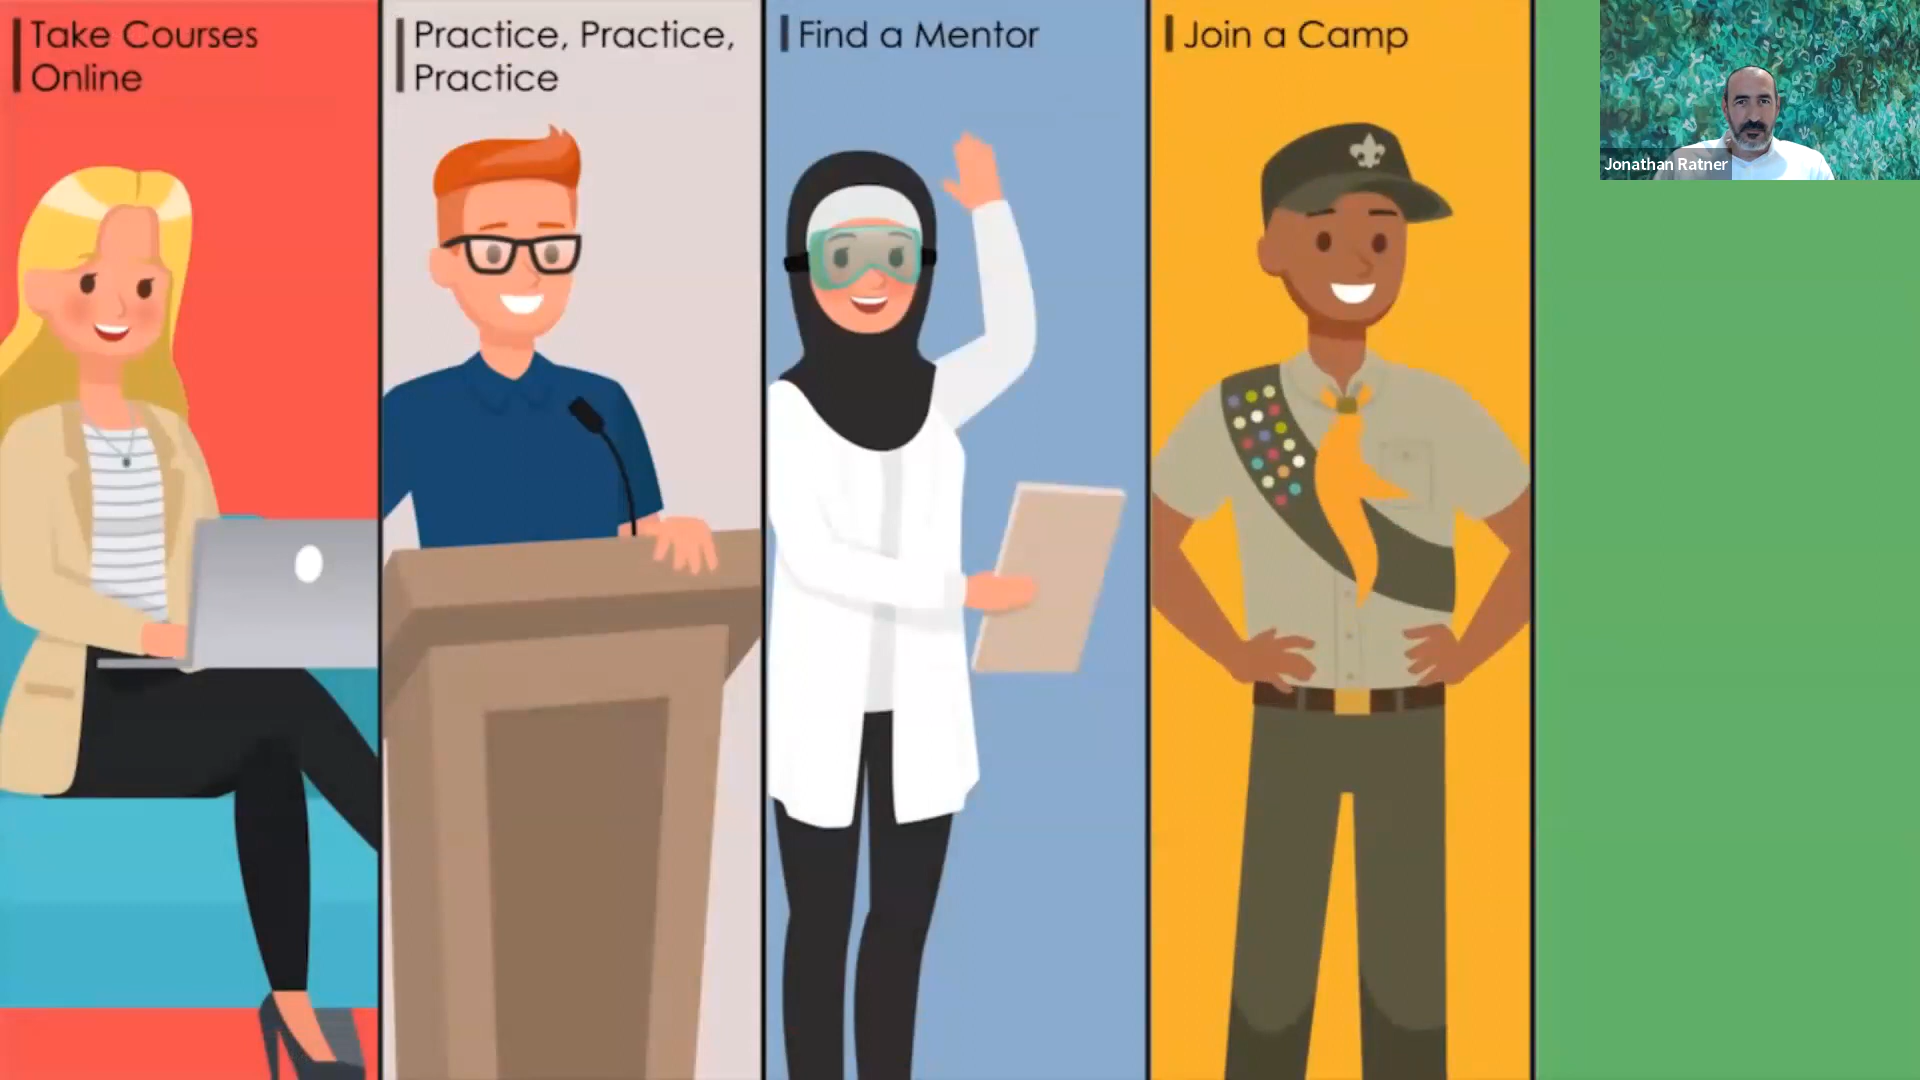 Take Courses
Online
Practice, Practice,
Practice
Find a Mentor
Join a Camp
Jonathan Ratner